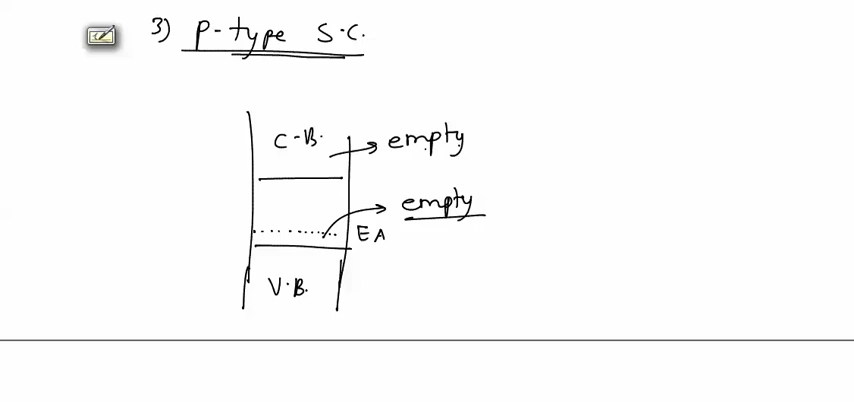 3) p-type s.c.
C-B. → empty
empty
EA
V.B.